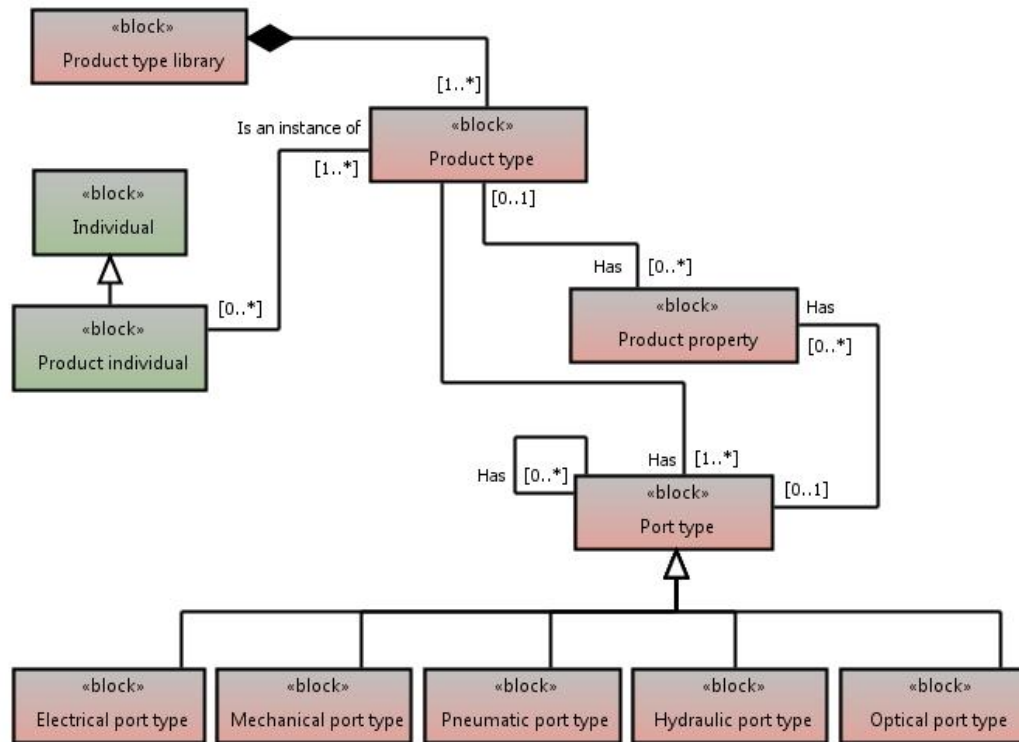 «block»
Product type library
[1..*]
Is an instance of
[1..*]
«block»
Product type
[0..1]
«block»
Individual
Has
[0..*]
[0..*]
«block»
Product individual
«block»
Product property
Has
[0..*]
Has
[0..*]
Has
[1..*]
[0..1]
«block»
Port type
«block»
Electrical port type
«block»
Mechanical port type
«block»
Pneumatic port type
«block»
Hydraulic port type
«block»
Optical port type